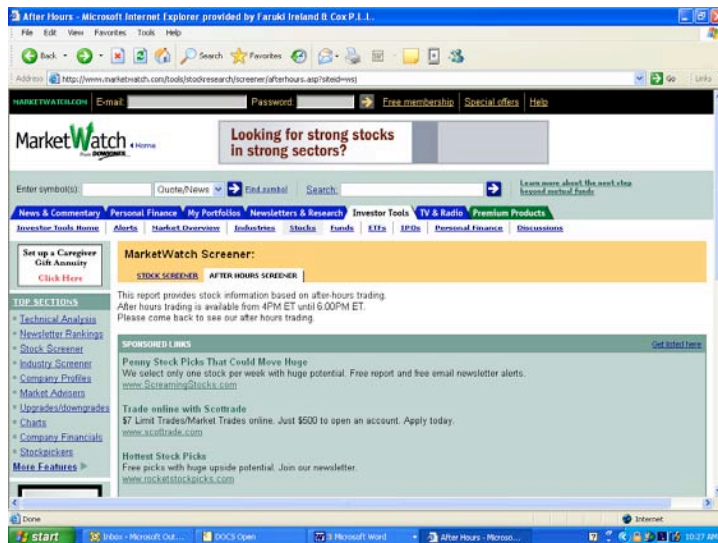 After Hours - Microsoft Internet Explorer provided by Faruki Ireland & Cox P.L.L.
File Edit View Favorites Tools Help
Back Search Favorites
Address http://www.marketwatch.com/tools/stockresearch/screener/afterhours.asp?siteid=wsj Go Links
MARKETWATCH.COM E-mail: Password: Free membership Special offers Help
MarketWatch Home
from DOWJONES
Looking for strong stocks
in strong sectors?
Enter symbol(s): Quote/News Find symbol Search: Learn more about the next step
beyond mutual funds
News & Commentary Personal Finance My Portfolios Newsletters & Research Investor Tools TV & Radio Premium Products
Investor Tools Home Alerts Market Overview Industries Stocks Funds ETFs IPOs Personal Finance Discussions
Set up a Caregiver
Gift Annuity
Click Here
MarketWatch Screener:
STOCK SCREENER AFTER HOURS SCREENER
This report provides stock information based on after-hours trading.
After hours trading is available from 4PM ET until 6:00PM ET.
Please come back to see our after hours trading.
TOP SECTIONS
Technical Analysis
Newsletter Rankings
Stock Screener
Industry Screener
Company Profiles
Market Advisers
Upgrades/downgrades
Charts
Company Financials
Stockpickers
More Features
SPONSORED LINKS Get listed here
Penny Stock Picks That Could Move Huge
We select only one stock per week with huge potential. Free report and free email newsletter alerts.
www.ScreamingStocks.com
Trade online with Scottrade
$7 Limit Trades/Market Trades online. Just $500 to open an account. Apply today.
www.scottrade.com
Hottest Stock Picks
Free picks with huge upside potential. Join our newsletter.
www.rocketstockpicks.com
Done Internet
start Inbox - Microsoft Out... DOCS Open 3 Microsoft Word After Hours - Microso... 10:27 AM